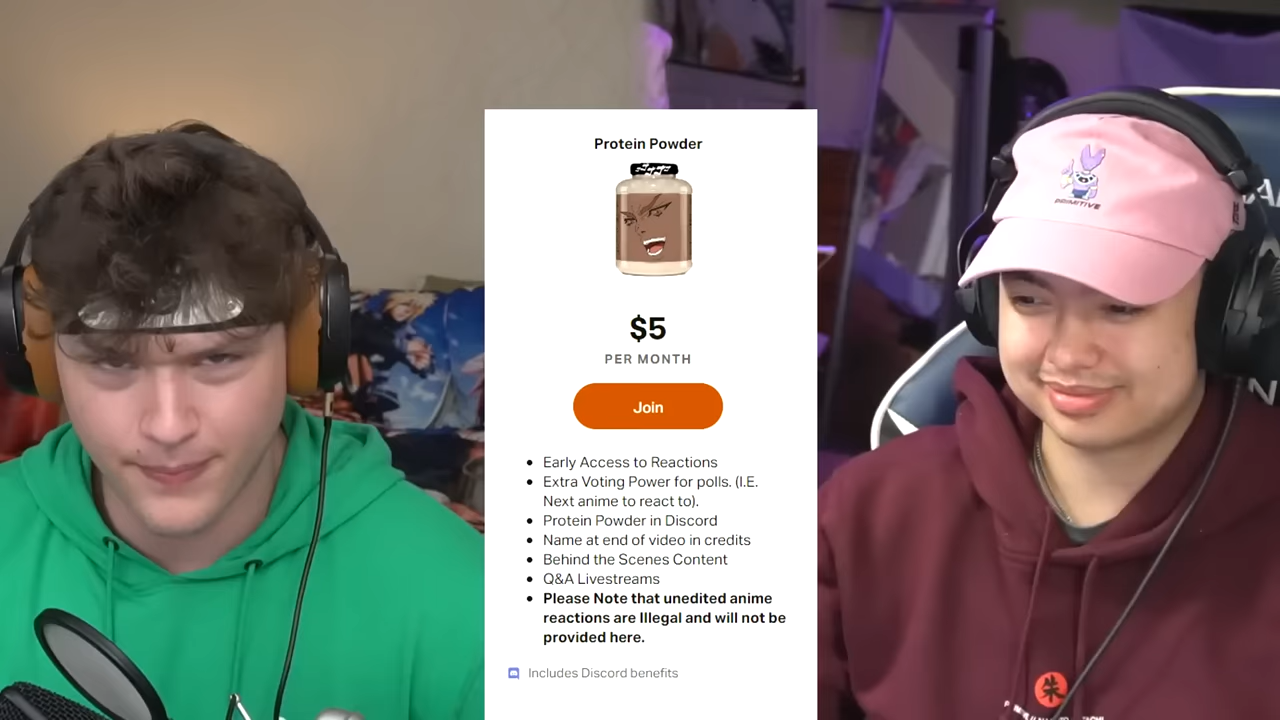 Protein Powder
$5
PER MONTH
Join
Early Access to Reactions
Extra Voting Power for polls. (I.E.
Next anime to react to).
Protein Powder in Discord
Name at end of video in credits
Behind the Scenes Content
Q&A Livestreams
Please Note that unedited anime
reactions are Illegal and will not be
provided here.
Includes Discord benefits
PRIMITIVE
朱